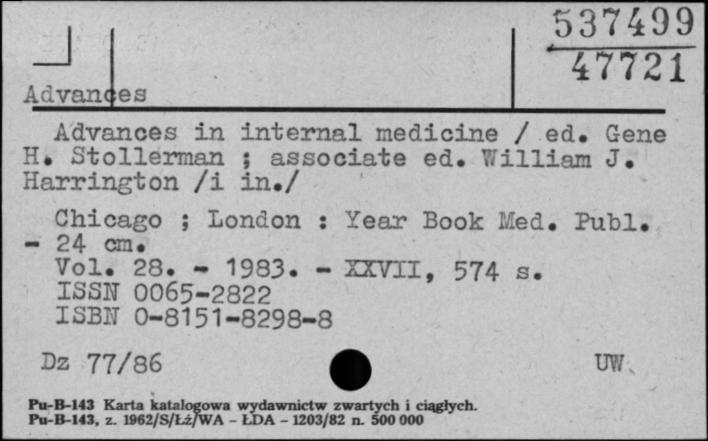 537499
47721
Advances
Advances in internal medicine / ed. Gene
H. Stollerman ; associate ed. William J.
Harrington /i in./
Chicago ; London : Year Book Med. Publ.
- 24 cm.
Vol. 28. - 1983. - XXVII, 574 s.
ISSN 0065-2822
ISBN 0-8151-8298-8
Dz 77/86 UW
Pu-B-143 Karta katalogowa wydawnictw zwartych i ciągłych.
Pu-B-143, z. 1962/S/Łż/WA - ŁDA - 1203/82 n. 500 000